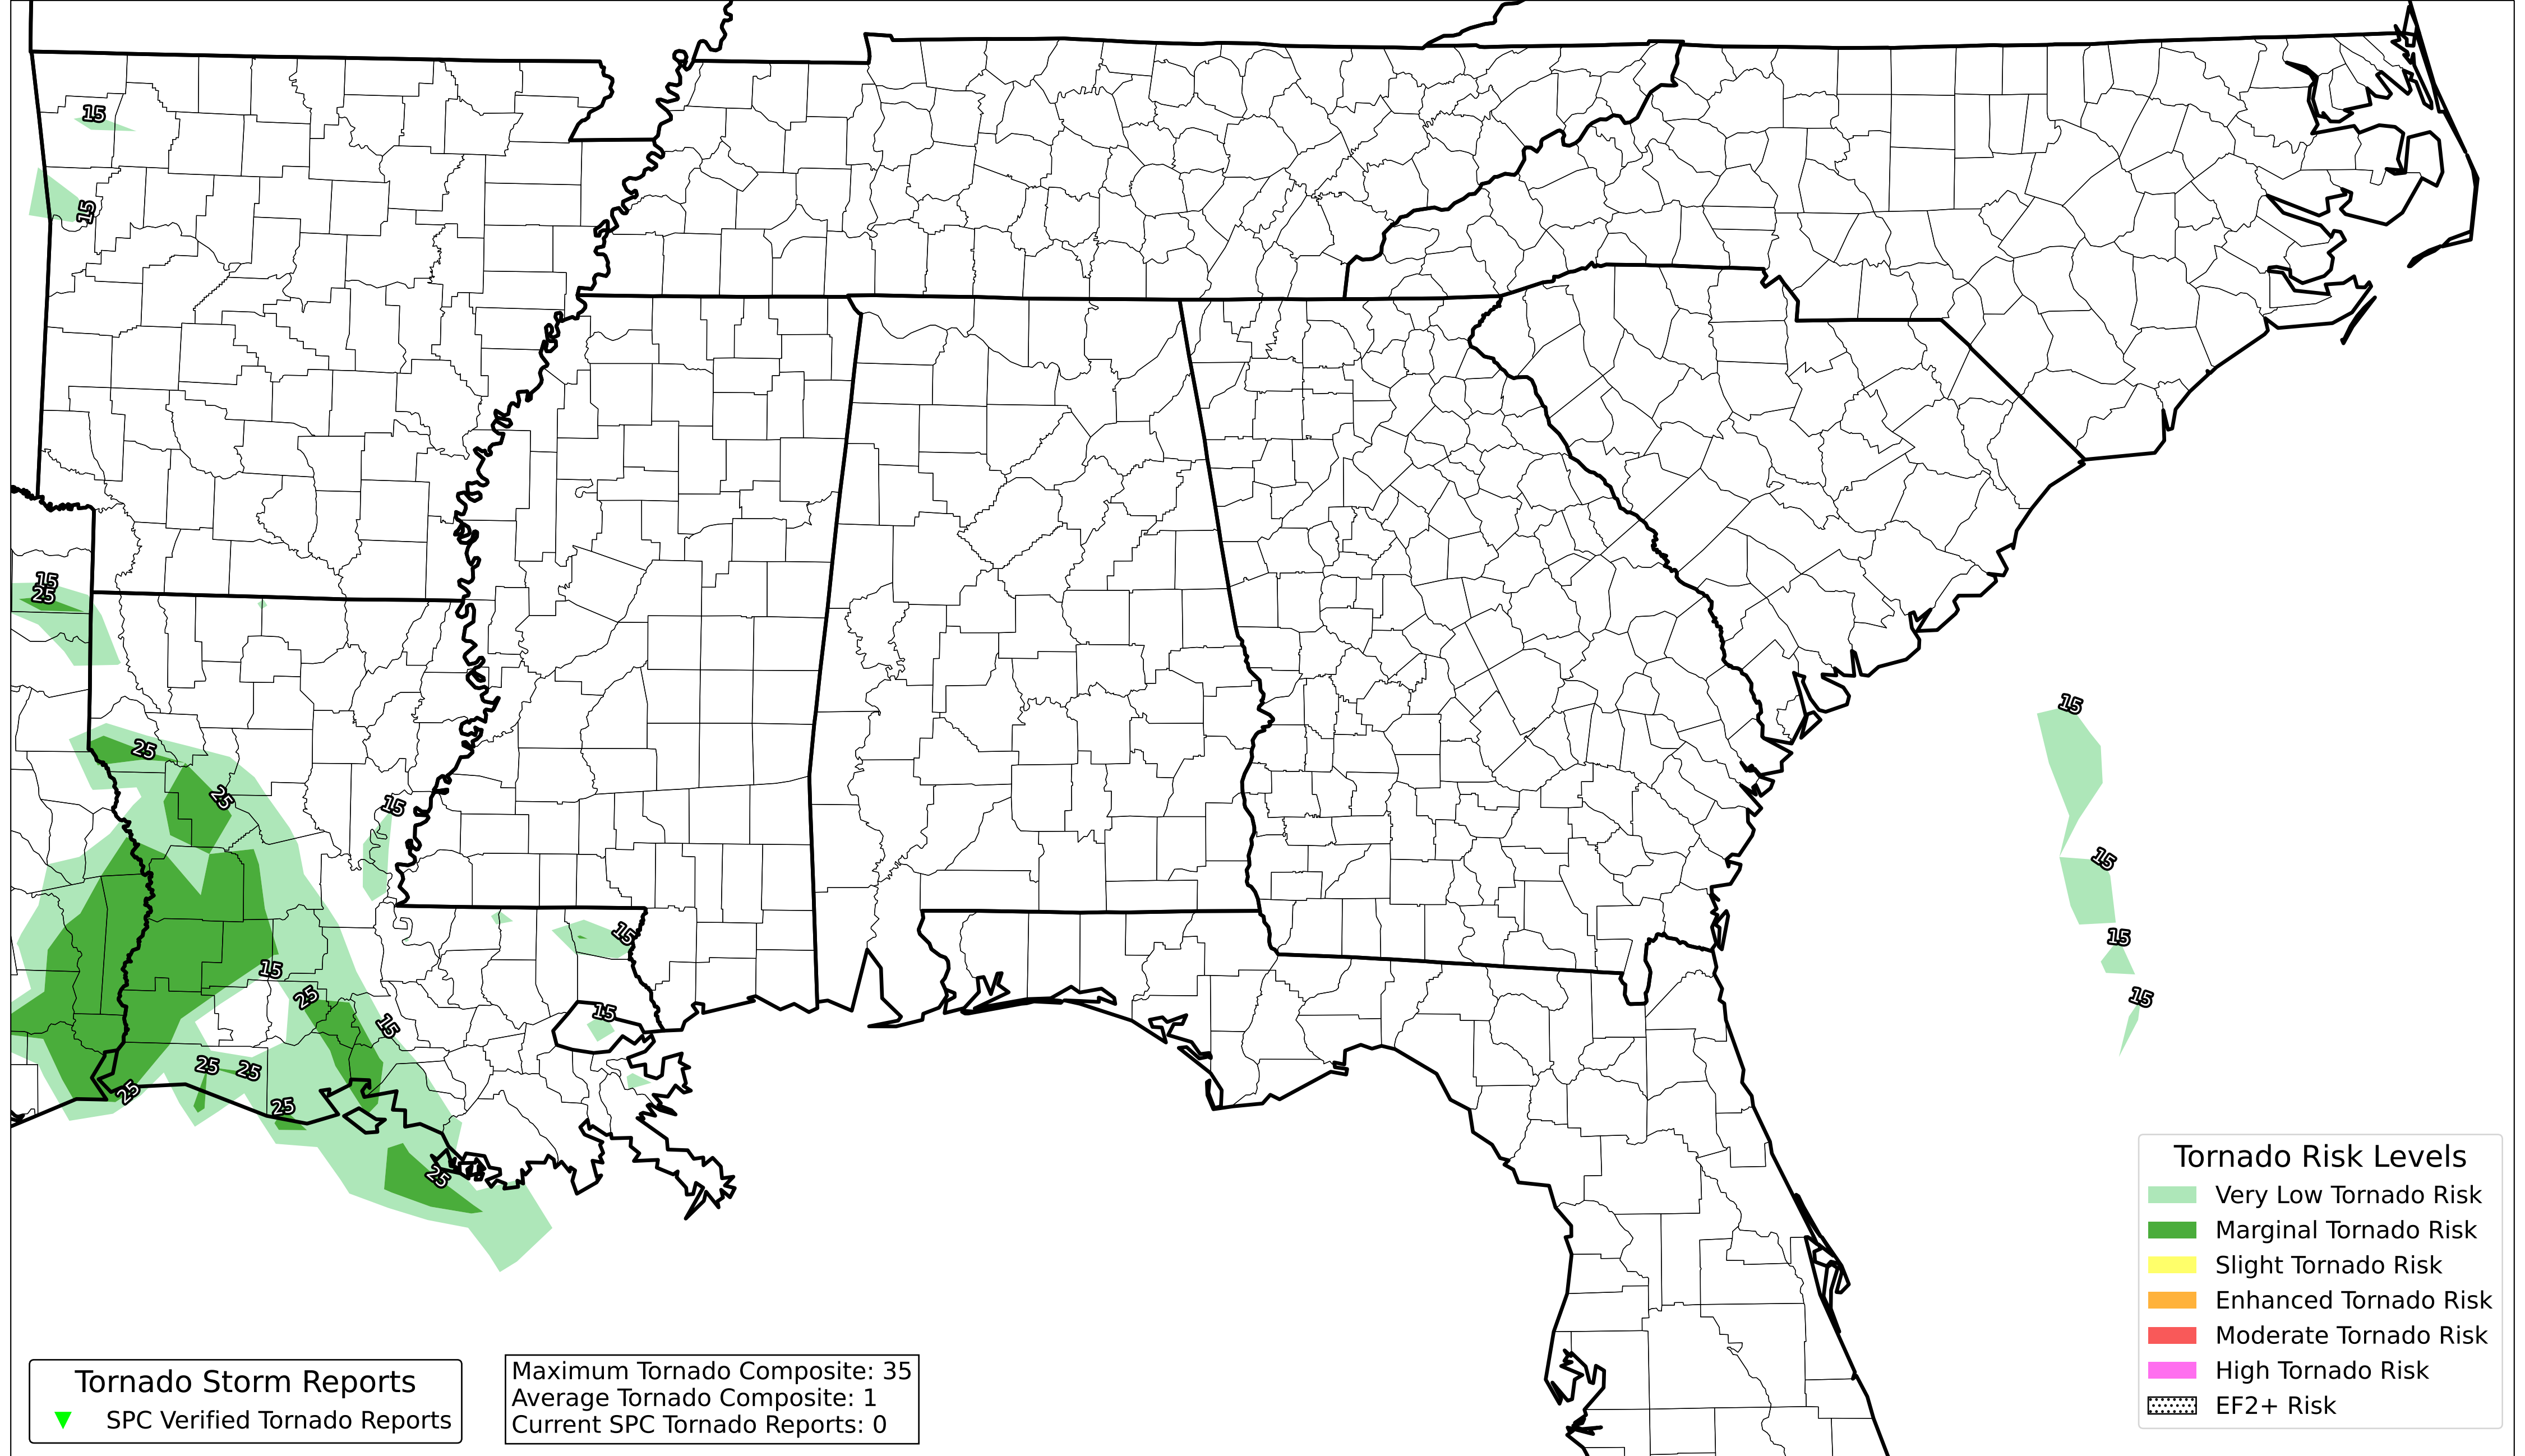 15
15
15
25
15
25
25
15
15
15
15
15
25
15
15
15
25
25
25
25
25
Tornado Risk Levels
Very Low Tornado Risk
Marginal Tornado Risk
Slight Tornado Risk
Enhanced Tornado Risk
Moderate Tornado Risk
High Tornado Risk
EF2+ Risk
Tornado Storm Reports
SPC Verified Tornado Reports
Maximum Tornado Composite: 35
Average Tornado Composite: 1
Current SPC Tornado Reports: 0